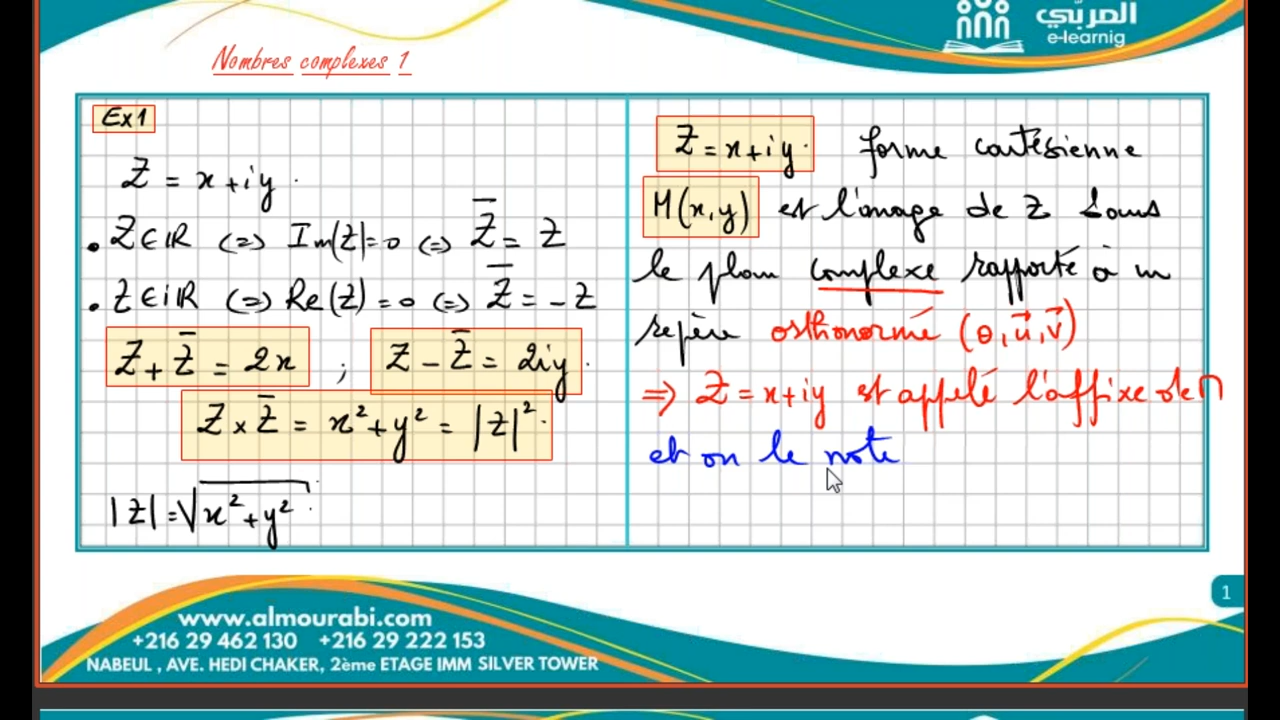 المربّي
e-learnig
Nombres complexes 1
Ex1
Z = x+iy.
• Z∈ℝ ⇔ Im(Z)=0 ⇔ Z̅ = Z
• Z∈iℝ ⇔ Re(Z)=0 ⇔ Z̅ = -Z
Z + Z̅ = 2x ; Z - Z̅ = 2iy.
Z × Z̅ = x² + y² = |Z|².
|Z| = √(x²+y²).
Z = x+iy. forme cartésienne
M(x,y) est l'image de Z dans
le plan complexe rapporté à un
repère orthonormé (O,u⃗,v⃗)
⇒ Z = x+iy est appelé l'affixe de M
et on le note
1
www.almourabi.com
+216 29 462 130 +216 29 222 153
NABEUL , AVE. HEDI CHAKER, 2ème ETAGE IMM SILVER TOWER